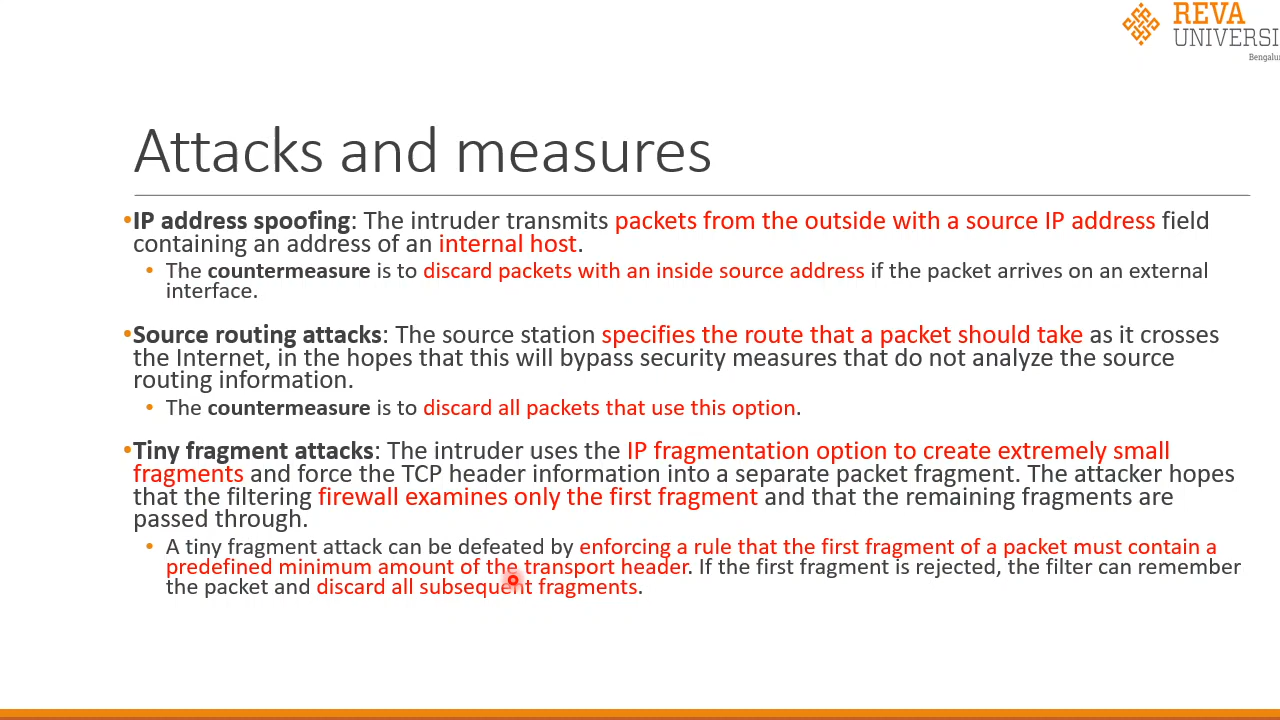 REVA
UNIVERSI
Bengalur
Attacks and measures
•IP address spoofing: The intruder transmits packets from the outside with a source IP address field
containing an address of an internal host.
• The countermeasure is to discard packets with an inside source address if the packet arrives on an external
interface.
•Source routing attacks: The source station specifies the route that a packet should take as it crosses
the Internet, in the hopes that this will bypass security measures that do not analyze the source
routing information.
• The countermeasure is to discard all packets that use this option.
•Tiny fragment attacks: The intruder uses the IP fragmentation option to create extremely small
fragments and force the TCP header information into a separate packet fragment. The attacker hopes
that the filtering firewall examines only the first fragment and that the remaining fragments are
passed through.
• A tiny fragment attack can be defeated by enforcing a rule that the first fragment of a packet must contain a
predefined minimum amount of the transport header. If the first fragment is rejected, the filter can remember
the packet and discard all subsequent fragments.